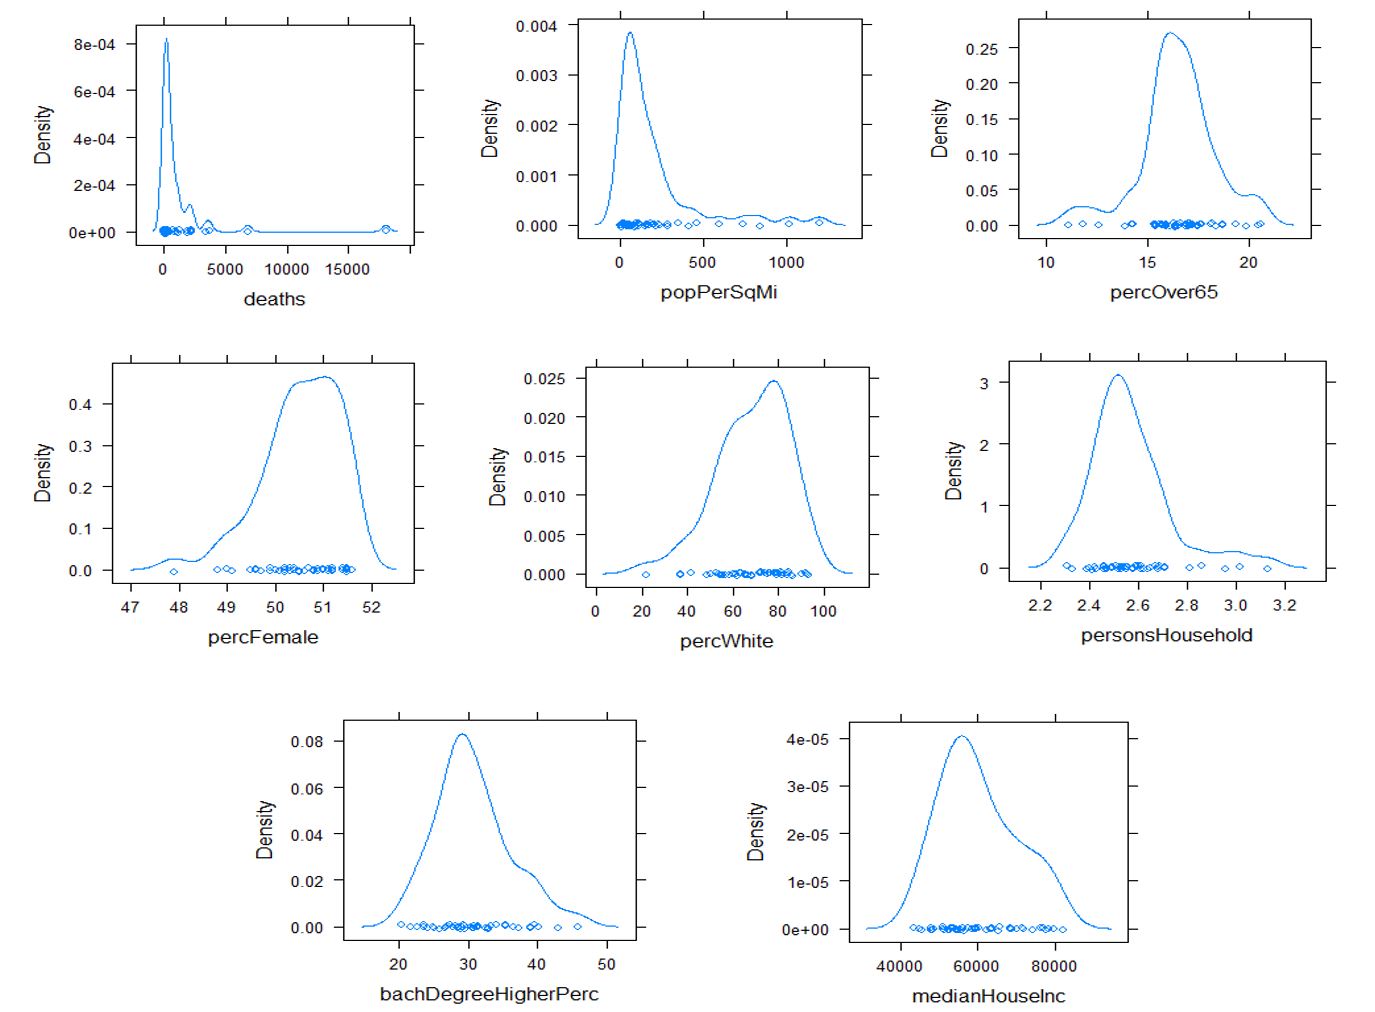 8e-04
6e-04
4e-04
2e-04
0e+00
Density
0 5000 10000 15000
deaths
0.004
0.003
0.002
0.001
0.000
Density
0 500 1000
popPerSqMi
0.25
0.20
0.15
0.10
0.05
0.00
Density
10 15 20
percOver65
0.4
0.3
0.2
0.1
0.0
Density
47 48 49 50 51 52
percFemale
0.025
0.020
0.015
0.010
0.005
0.000
Density
0 20 40 60 80 100
percWhite
3
2
1
0
Density
2.2 2.4 2.6 2.8 3.0 3.2
personsHousehold
0.08
0.06
0.04
0.02
0.00
Density
20 30 40 50
bachDegreeHigherPerc
4e-05
3e-05
2e-05
1e-05
0e+00
Density
40000 60000 80000
medianHouseInc